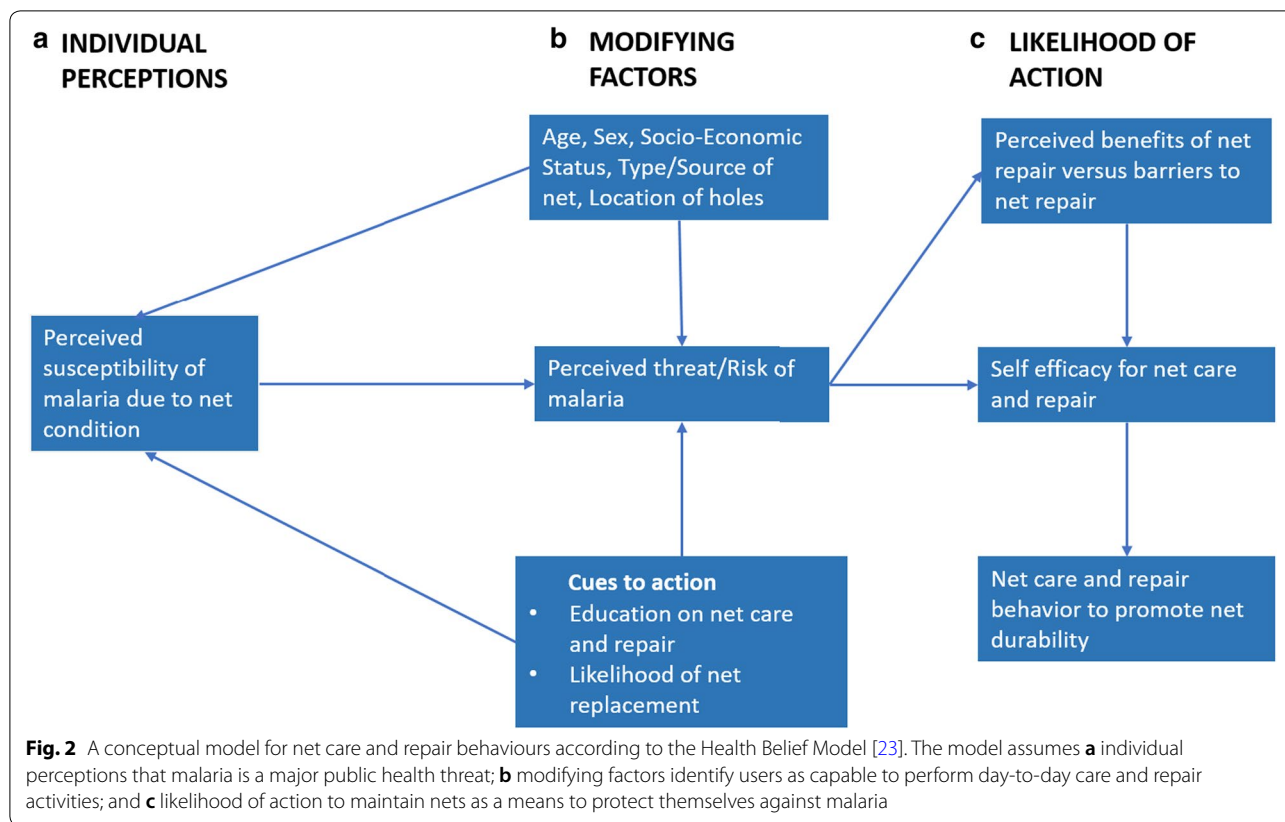 a INDIVIDUAL
PERCEPTIONS
b MODIFYING
FACTORS
c LIKELIHOOD OF
ACTION
Age, Sex, Socio-Economic
Status, Type/Source of
net, Location of holes
Perceived benefits of net
repair versus barriers to
net repair
Perceived
susceptibility of
malaria due to net
condition
Perceived threat/Risk of
malaria
Self efficacy for net care
and repair
Cues to action
• Education on net care
and repair
• Likelihood of net
replacement
Net care and repair
behavior to promote net
durability
Fig. 2 A conceptual model for net care and repair behaviours according to the Health Belief Model [23]. The model assumes a individual
perceptions that malaria is a major public health threat; b modifying factors identify users as capable to perform day-to-day care and repair
activities; and c likelihood of action to maintain nets as a means to protect themselves against malaria